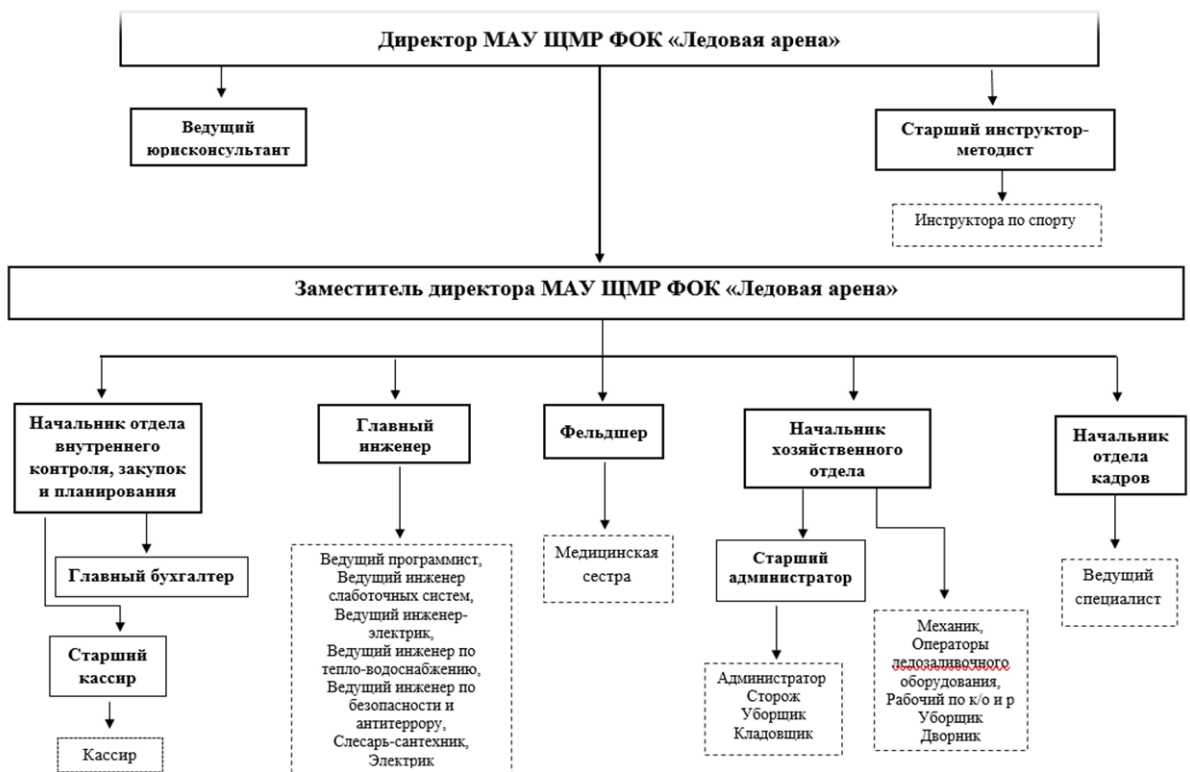 Директор МАУ ЩМР ФОК «Ледовая арена»
Ведущий
юрисконсультант
Старший инструктор-
методист
Инструктора по спорту
Заместитель директора МАУ ЩМР ФОК «Ледовая арена»
Начальник отдела
внутреннего
контроля, закупок
и планирования
Главный
инженер
Фельдшер
Начальник
хозяйственного
отдела
Начальник
отдела
кадров
Главный бухгалтер
Старший
кассир
Кассир
Ведущий программист,
Ведущий инженер
слаботочных систем,
Ведущий инженер-
электрик,
Ведущий инженер по
тепло-водоснабжению,
Ведущий инженер по
безопасности и
антитеррору,
Слесарь-сантехник,
Электрик
Медицинская
сестра
Старший
администратор
Администратор
Сторож
Уборщик
Кладовщик
Механик,
Операторы
ледозаливочного
оборудования,
Рабочий по к/о и р
Уборщик
Дворник
Ведущий
специалист